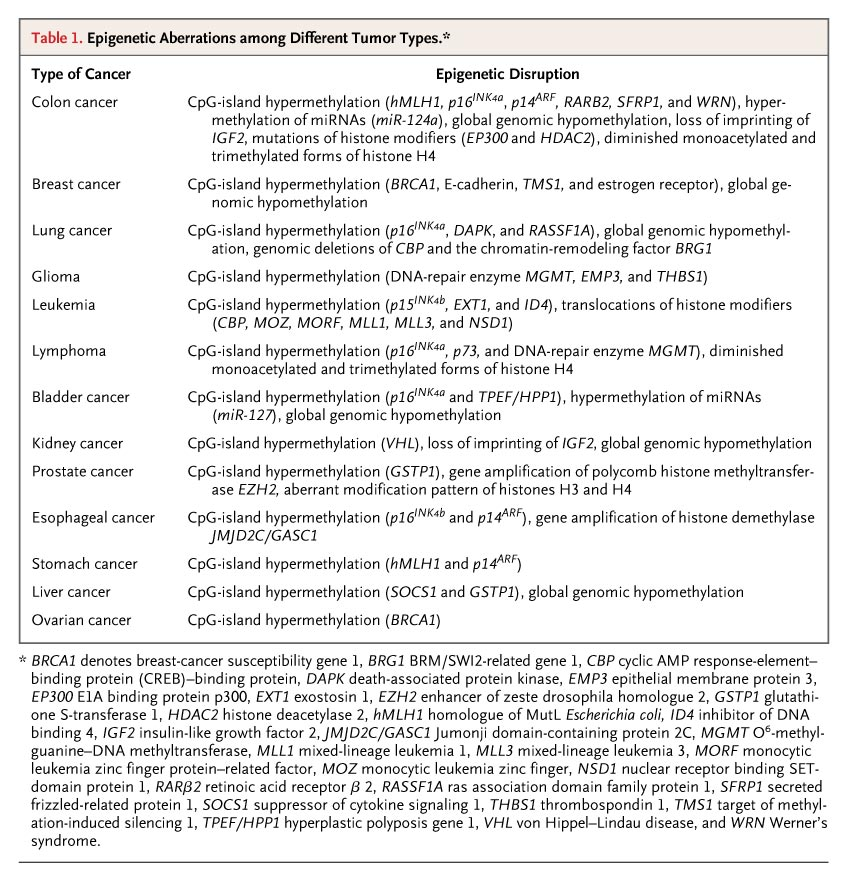 Table 1. Epigenetic Aberrations among Different Tumor Types.*
Type of Cancer Epigenetic Disruption
Colon cancer CpG-island hypermethylation (hMLH1, p16INK4a, p14ARF, RARB2, SFRP1, and WRN), hyper-
methylation of miRNAs (miR-124a), global genomic hypomethylation, loss of imprinting of
IGF2, mutations of histone modifiers (EP300 and HDAC2), diminished monoacetylated and
trimethylated forms of histone H4
Breast cancer CpG-island hypermethylation (BRCA1, E-cadherin, TMS1, and estrogen receptor), global ge-
nomic hypomethylation
Lung cancer CpG-island hypermethylation (p16INK4a, DAPK, and RASSF1A), global genomic hypomethyl-
ation, genomic deletions of CBP and the chromatin-remodeling factor BRG1
Glioma CpG-island hypermethylation (DNA-repair enzyme MGMT, EMP3, and THBS1)
Leukemia CpG-island hypermethylation (p15INK4b, EXT1, and ID4), translocations of histone modifiers
(CBP, MOZ, MORF, MLL1, MLL3, and NSD1)
Lymphoma CpG-island hypermethylation (p16INK4a, p73, and DNA-repair enzyme MGMT), diminished
monoacetylated and trimethylated forms of histone H4
Bladder cancer CpG-island hypermethylation (p16INK4a and TPEF/HPP1), hypermethylation of miRNAs
(miR-127), global genomic hypomethylation
Kidney cancer CpG-island hypermethylation (VHL), loss of imprinting of IGF2, global genomic hypomethylation
Prostate cancer CpG-island hypermethylation (GSTP1), gene amplification of polycomb histone methyltransfer-
ase EZH2, aberrant modification pattern of histones H3 and H4
Esophageal cancer CpG-island hypermethylation (p16INK4b and p14ARF), gene amplification of histone demethylase
JMJD2C/GASC1
Stomach cancer CpG-island hypermethylation (hMLH1 and p14ARF)
Liver cancer CpG-island hypermethylation (SOCS1 and GSTP1), global genomic hypomethylation
Ovarian cancer CpG-island hypermethylation (BRCA1)
* BRCA1 denotes breast-cancer susceptibility gene 1, BRG1 BRM/SWI2-related gene 1, CBP cyclic AMP response-element–
binding protein (CREB)–binding protein, DAPK death-associated protein kinase, EMP3 epithelial membrane protein 3,
EP300 E1A binding protein p300, EXT1 exostosin 1, EZH2 enhancer of zeste drosophila homologue 2, GSTP1 glutathi-
one S-transferase 1, HDAC2 histone deacetylase 2, hMLH1 homologue of MutL Escherichia coli, ID4 inhibitor of DNA
binding 4, IGF2 insulin-like growth factor 2, JMJD2C/GASC1 Jumonji domain-containing protein 2C, MGMT O6-methyl-
guanine–DNA methyltransferase, MLL1 mixed-lineage leukemia 1, MLL3 mixed-lineage leukemia 3, MORF monocytic
leukemia zinc finger protein–related factor, MOZ monocytic leukemia zinc finger, NSD1 nuclear receptor binding SET-
domain protein 1, RARβ2 retinoic acid receptor β 2, RASSF1A ras association domain family protein 1, SFRP1 secreted
frizzled-related protein 1, SOCS1 suppressor of cytokine signaling 1, THBS1 thrombospondin 1, TMS1 target of methyl-
ation-induced silencing 1, TPEF/HPP1 hyperplastic polyposis gene 1, VHL von Hippel–Lindau disease, and WRN Werner's
syndrome.